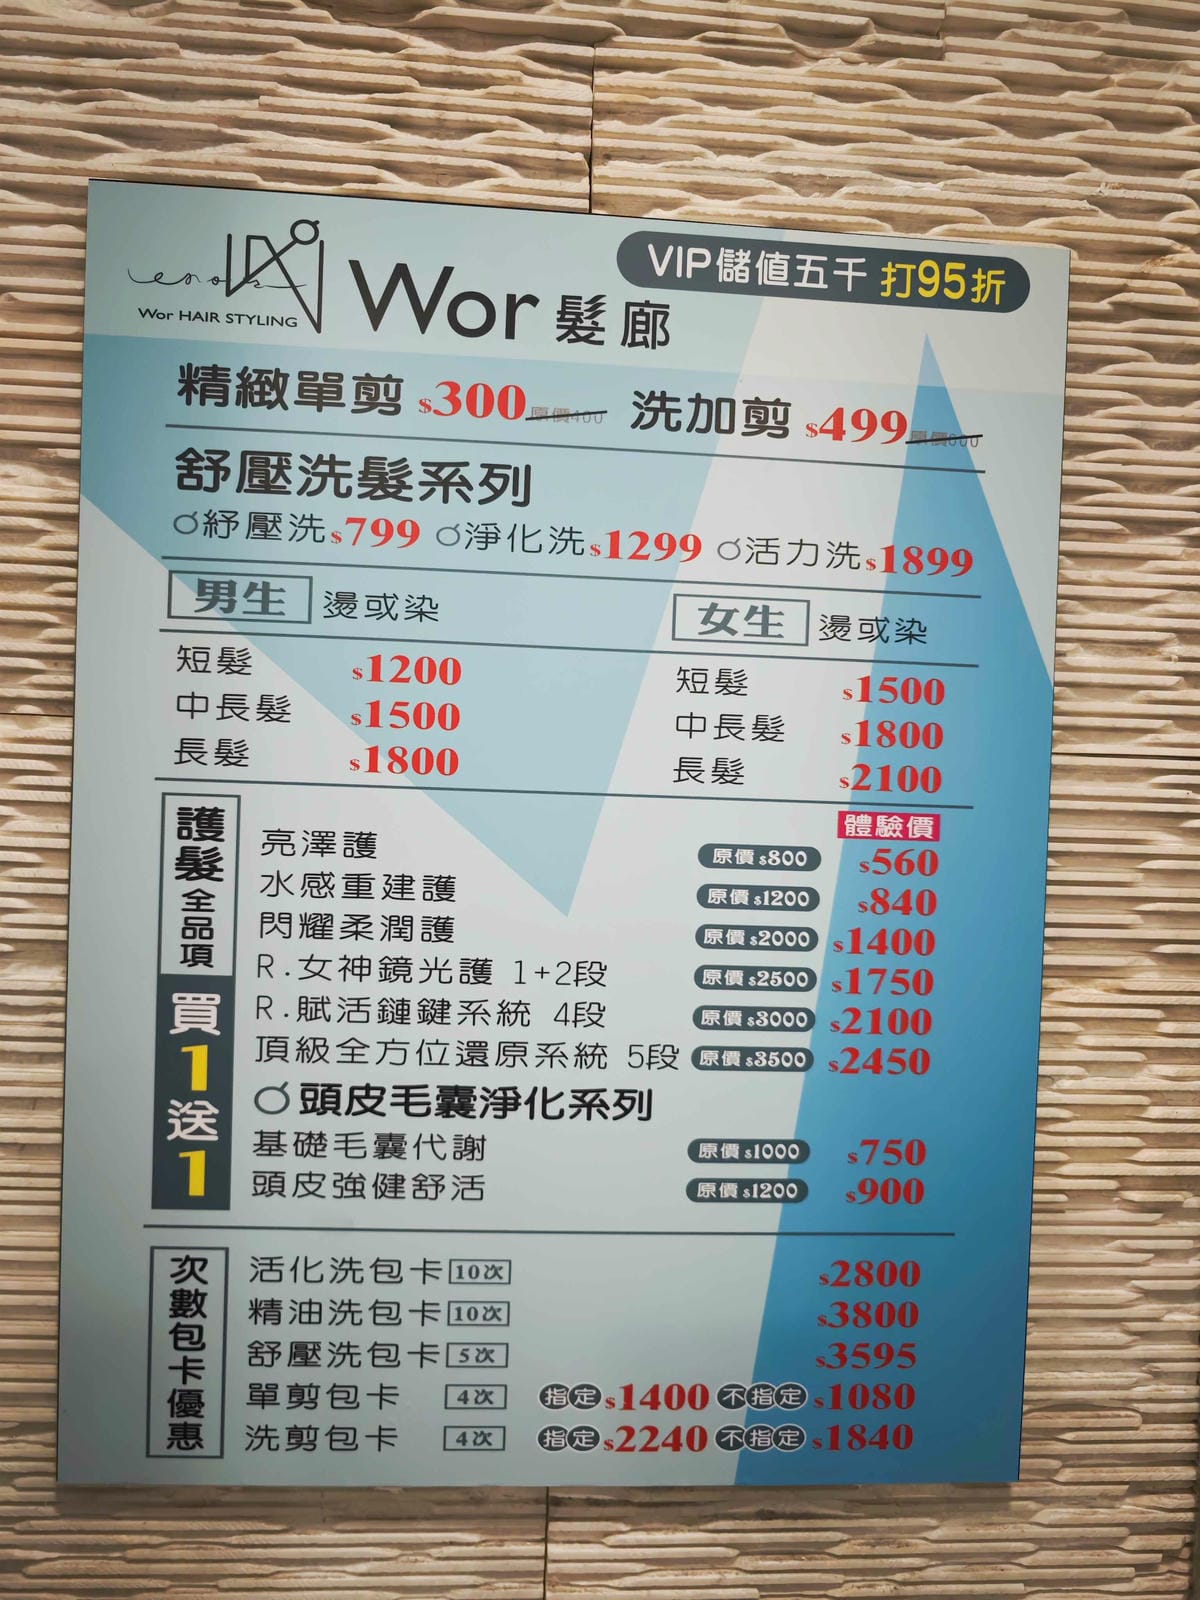 VIP儲值五千 打95折
Wor HAIR STYLING
Wor 髮廊
精緻單剪 $300 原價400 洗加剪 $499 原價600
舒壓洗髮系列
紓壓洗 $799 淨化洗 $1299 活力洗 $1899
男生 燙或染
短髮 $1200
中長髮 $1500
長髮 $1800
女生 燙或染
短髮 $1500
中長髮 $1800
長髮 $2100
護髮全品項
買1送1
體驗價
亮澤護 原價$800 $560
水感重建護 原價$1200 $840
閃耀柔潤護 原價$2000 $1400
R.女神鏡光護 1+2段 原價$2500 $1750
R.賦活鏈鍵系統 4段 原價$3000 $2100
頂級全方位還原系統 5段 原價$3500 $2450
頭皮毛囊淨化系列
基礎毛囊代謝 原價$1000 $750
頭皮強健舒活 原價$1200 $900
次數包卡優惠
活化洗包卡 10次 $2800
精油洗包卡 10次 $3800
舒壓洗包卡 5次 $3595
單剪包卡 4次 指定 $1400 不指定 $1080
洗剪包卡 4次 指定 $2240 不指定 $1840